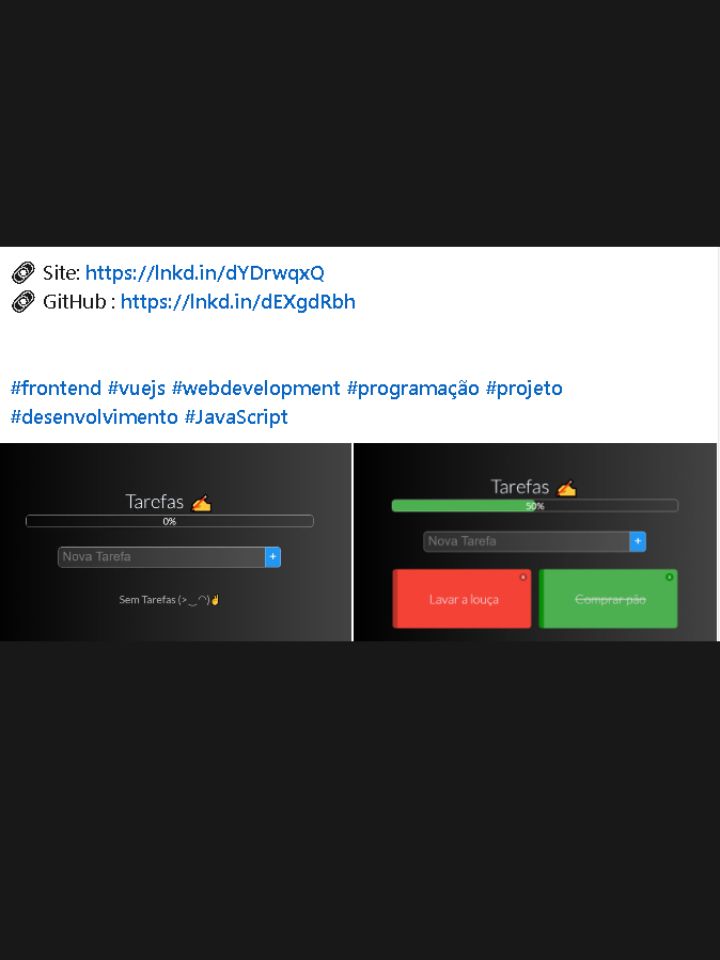 🔗 Site: https://lnkd.in/dYDrwqxQ
🔗 GitHub : https://lnkd.in/dEXgdRbh
#frontend #vuejs #webdevelopment #programação #projeto
#desenvolvimento #JavaScript
Tarefas ✍️
0%
Nova Tarefa +
Sem Tarefas (>‿◠)✌
Tarefas ✍️
50%
Nova Tarefa +
Lavar a louça
Comprar pão